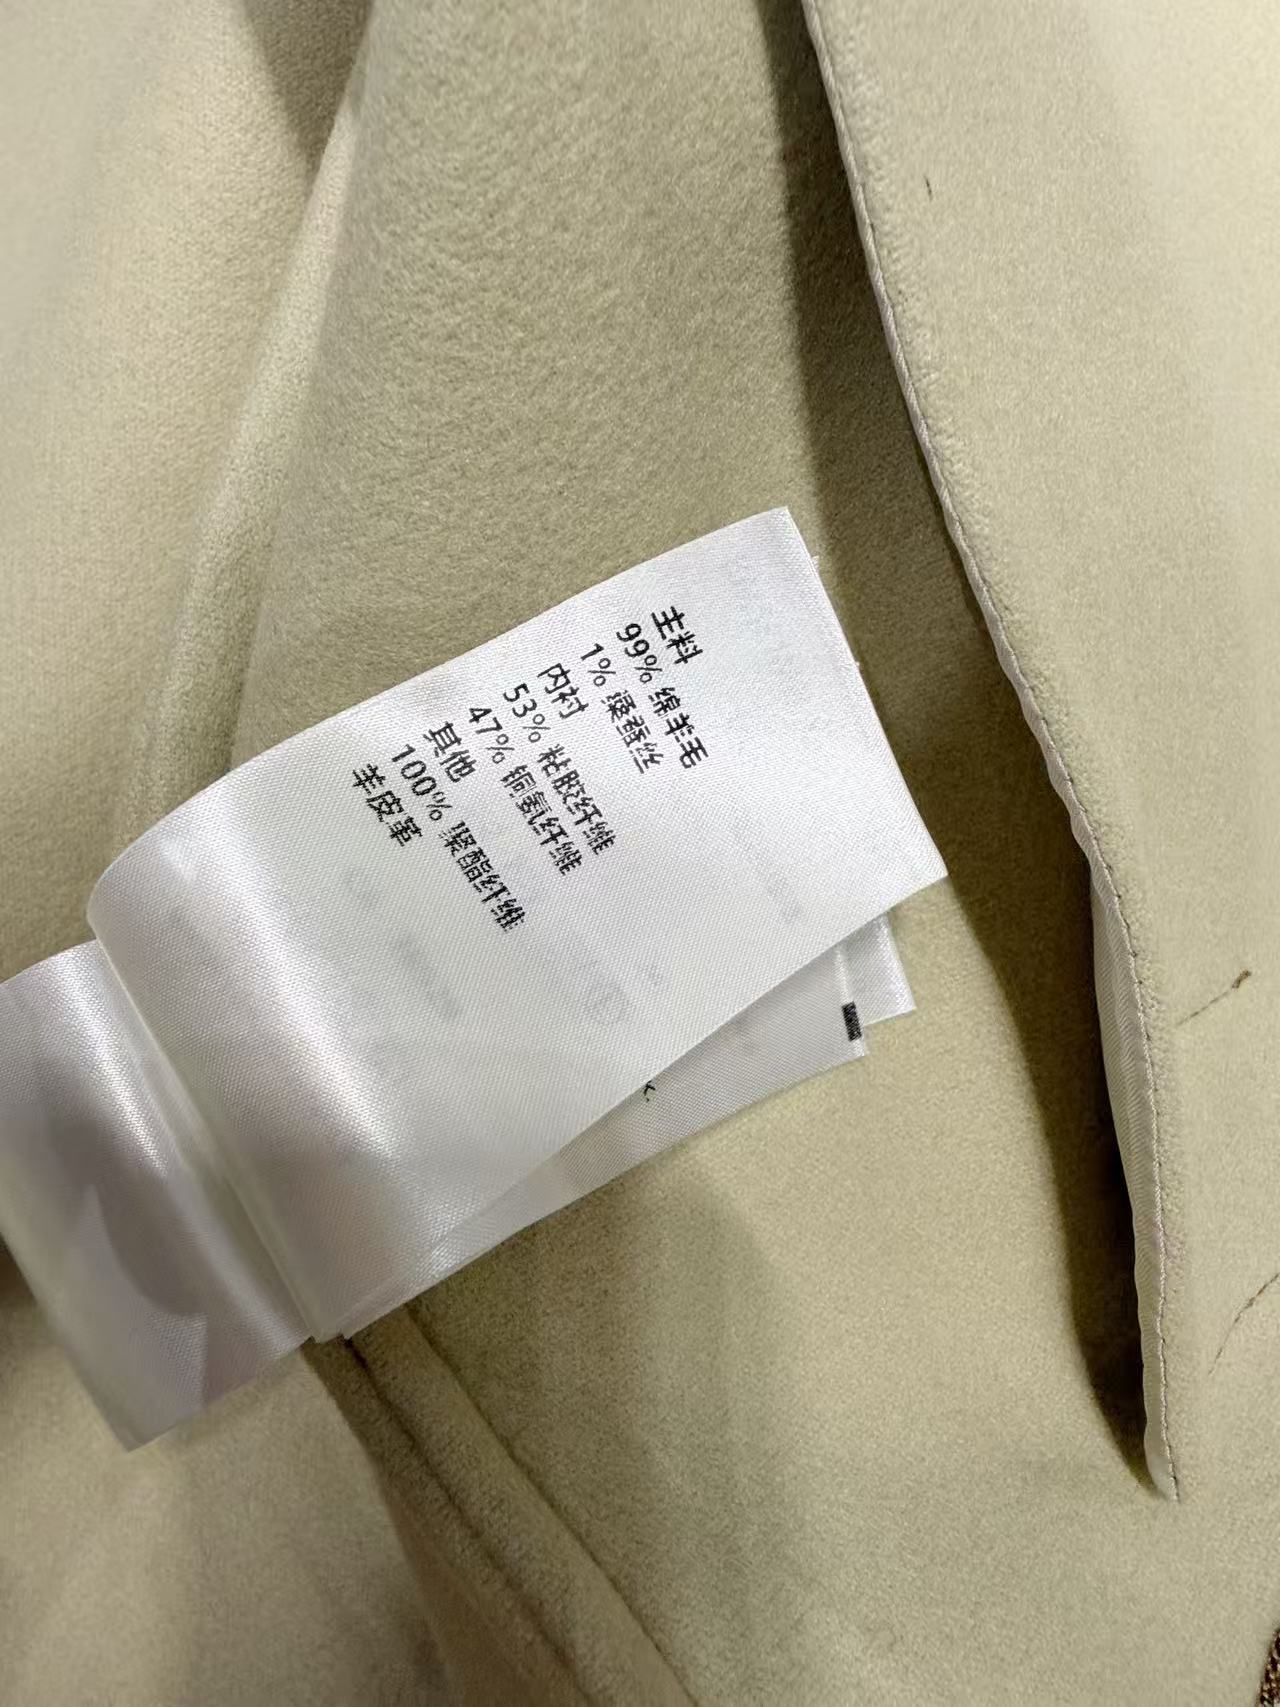 主料
99% 绵羊毛
1% 桑蚕丝
内衬
53% 粘胶纤维
47% 铜氨纤维
其他
100% 聚酯纤维
羊皮革